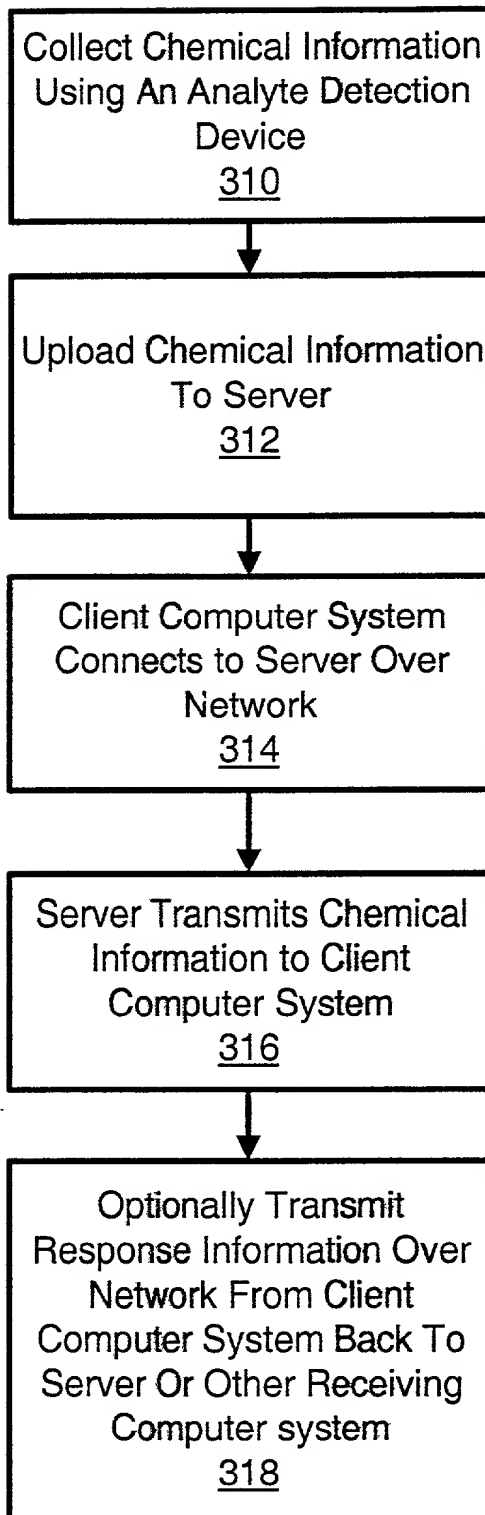 Collect Chemical Information
Using An Analyte Detection
Device
310
Upload Chemical Information
To Server
312
Client Computer System
Connects to Server Over
Network
314
Server Transmits Chemical
Information to Client
Computer System
316
Optionally Transmit
Response Information Over
Network From Client
Computer System Back To
Server Or Other Receiving
Computer system
318